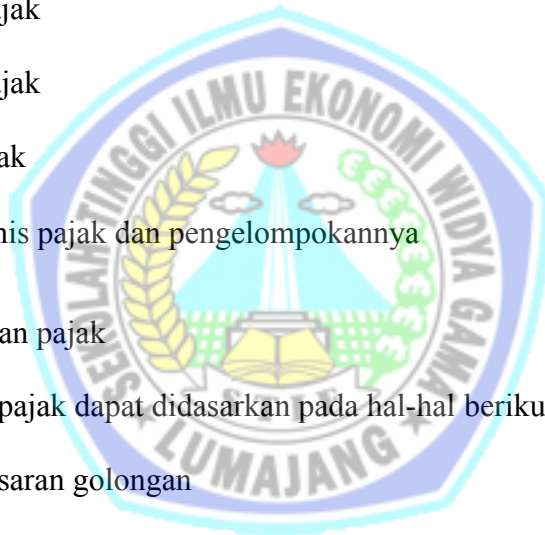 jak
jak
ak
nis pajak dan pengelompokannya
an pajak
pajak dapat didasarkan pada hal-hal beriku
saran golongan
SEKOLAH TINGGI ILMU EKONOMI WIDYA GAMA
LUMAJANG